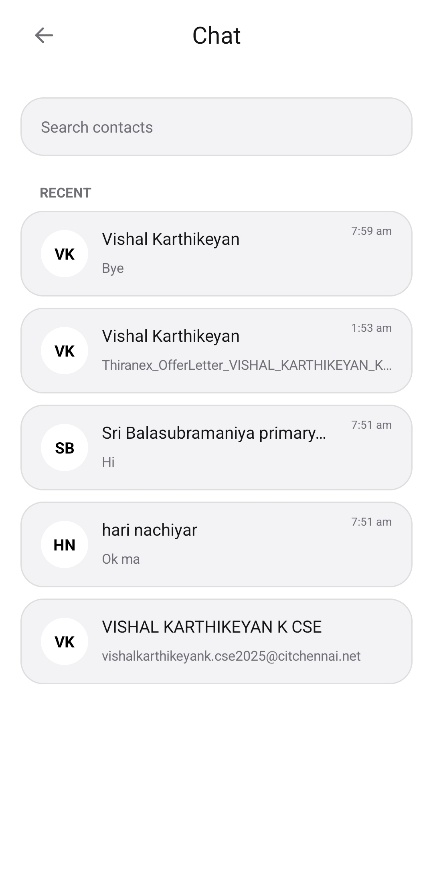 Chat
Search contacts
RECENT
VK
Vishal Karthikeyan
7:59 am
Bye
VK
Vishal Karthikeyan
1:53 am
Thiranex_OfferLetter_VISHAL_KARTHIKEYAN_K...
SB
Sri Balasubramaniya primary...
7:51 am
Hi
HN
hari nachiyar
7:51 am
Ok ma
VK
VISHAL KARTHIKEYAN K CSE
vishalkarthikeyank.cse2025@citchennai.net